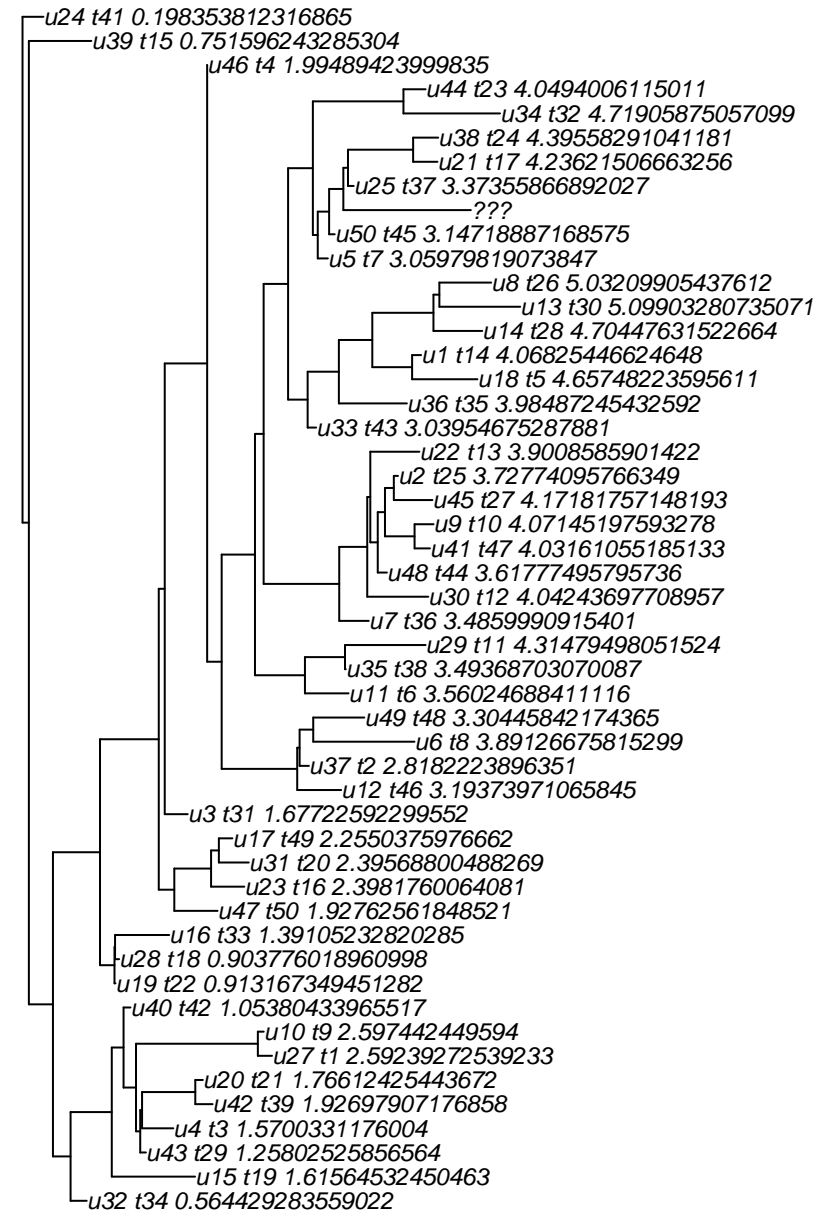 u24 t41 0.198353812316865
u39 t15 0.751596243285304
u46 t4 1.99489423999835
u44 t23 4.0494006115011
u34 t32 4.71905875057099
u38 t24 4.39558291041181
u21 t17 4.23621506663256
u25 t37 3.37355866892027
???
u50 t45 3.14718887168575
u5 t7 3.05979819073847
u8 t26 5.03209905437612
u13 t30 5.09903280735071
u14 t28 4.70447631522664
u1 t14 4.06825446624648
u18 t5 4.65748223595611
u36 t35 3.98487245432592
u33 t43 3.03954675287881
u22 t13 3.9008585901422
u2 t25 3.72774095766349
u45 t27 4.17181757148193
u9 t10 4.07145197593278
u41 t47 4.03161055185133
u48 t44 3.61777495795736
u30 t12 4.04243697708957
u7 t36 3.4859990915401
u29 t11 4.31479498051524
u35 t38 3.49368703070087
u11 t6 3.56024688411116
u49 t48 3.30445842174365
u6 t8 3.89126675815299
u37 t2 2.8182223896351
u12 t46 3.19373971065845
u3 t31 1.67722592299552
u17 t49 2.2550375976662
u31 t20 2.39568800488269
u23 t16 2.3981760064081
u47 t50 1.92762561848521
u16 t33 1.39105232820285
u28 t18 0.903776018960998
u19 t22 0.913167349451282
u40 t42 1.05380433965517
u10 t9 2.597442449594
u27 t1 2.59239272539233
u20 t21 1.76612425443672
u42 t39 1.92697907176858
u4 t3 1.5700331176004
u43 t29 1.25802525856564
u15 t19 1.61564532450463
u32 t34 0.564429283559022